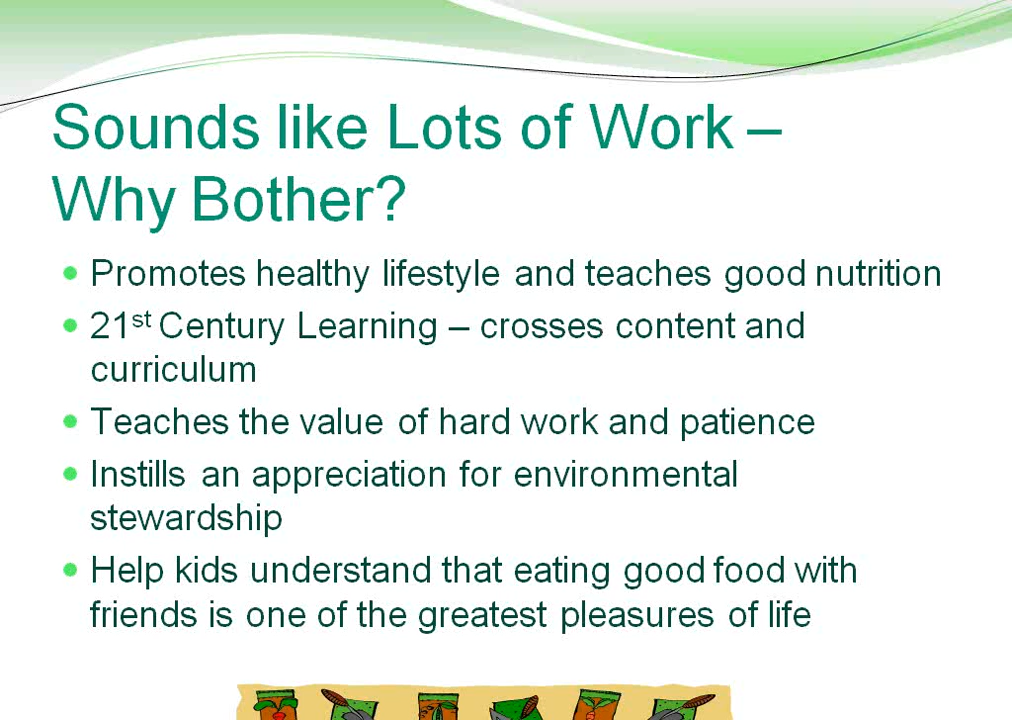 Sounds like Lots of Work –
Why Bother?
• Promotes healthy lifestyle and teaches good nutrition
• 21st Century Learning – crosses content and
curriculum
• Teaches the value of hard work and patience
• Instills an appreciation for environmental
stewardship
• Help kids understand that eating good food with
friends is one of the greatest pleasures of life